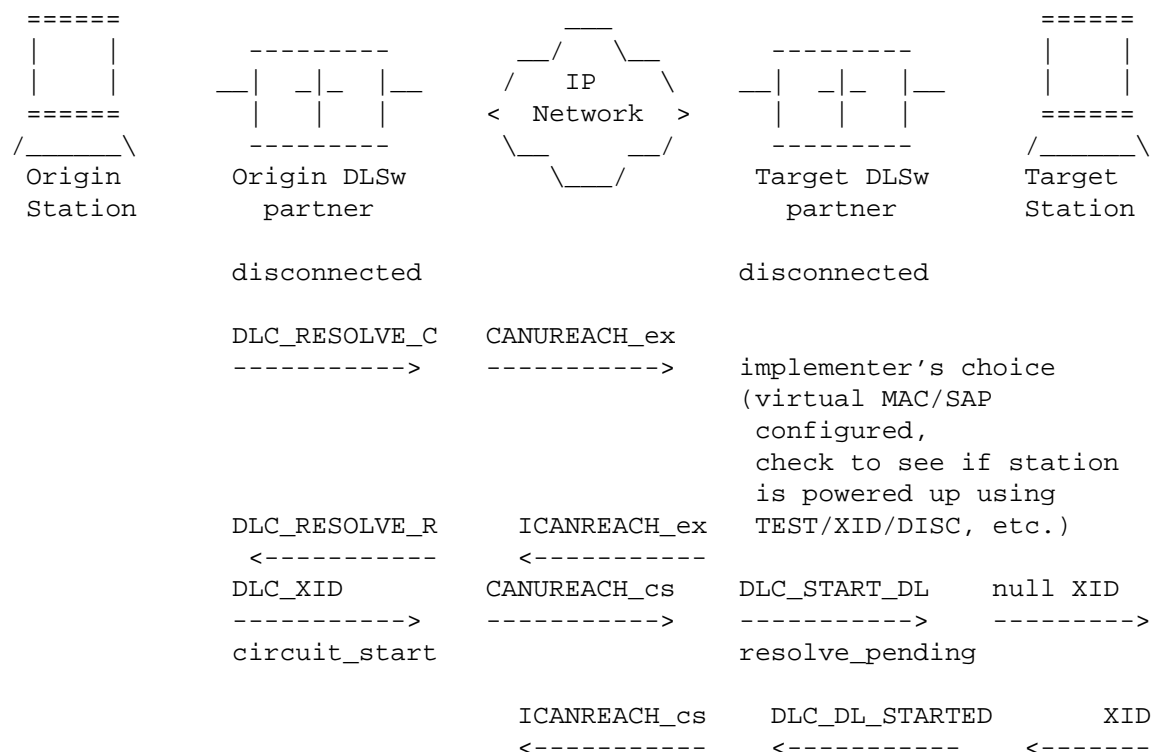 IP
Network
Origin Origin DLSw Target DLSw Target
Station partner partner Station
disconnected disconnected
DLC_RESOLVE_C CANUREACH_ex
implementer's choice
(virtual MAC/SAP
configured,
check to see if station
is powered up using
DLC_RESOLVE_R ICANREACH_ex TEST/XID/DISC, etc.)
DLC_XID CANUREACH_cs DLC_START_DL null XID
circuit_start resolve_pending
ICANREACH_cs DLC_DL_STARTED XID